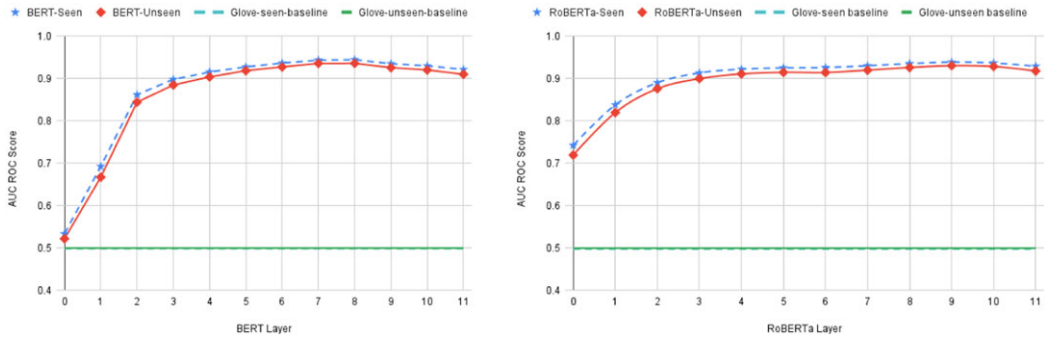 BERT-Seen BERT-Unseen Glove-seen-baseline Glove-unseen-baseline
1.0
0.9
0.8
0.7
0.6
0.5
0.4
AUC ROC Score
0 1 2 3 4 5 6 7 8 9 10 11
BERT Layer
RoBERTa-Seen RoBERTa-Unseen Glove-seen baseline Glove-unseen baseline
1.0
0.9
0.8
0.7
0.6
0.5
0.4
AUC ROC Score
0 1 2 3 4 5 6 7 8 9 10 11
RoBERTa Layer